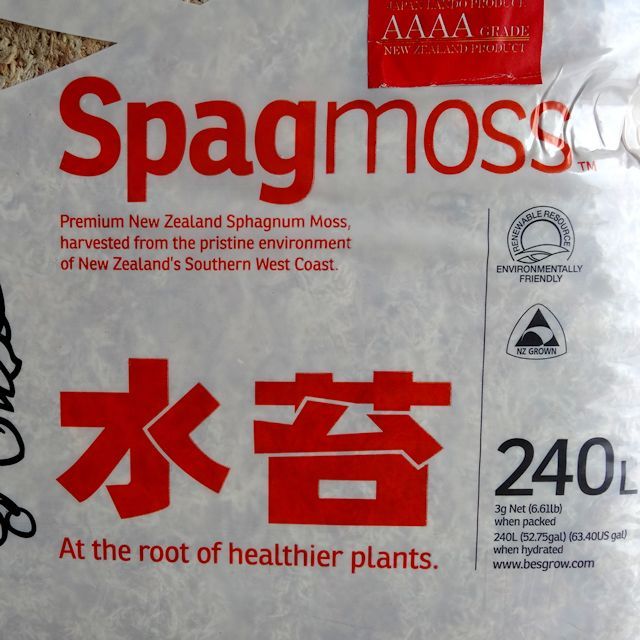 JAPAN LANDO PRODUCE
AAAA GRADE
NEW ZEALAND PRODUCT
Spagmoss™
Premium New Zealand Sphagnum Moss,
harvested from the pristine environment
of New Zealand's Southern West Coast.
RENEWABLE RESOURCE
ENVIRONMENTALLY
FRIENDLY
NZ GROWN
水苔
At the root of healthier plants.
240L
3g Net (6.61lb)
when packed
240L (52.75gal) (63.40US gal)
when hydrated
www.besgrow.com